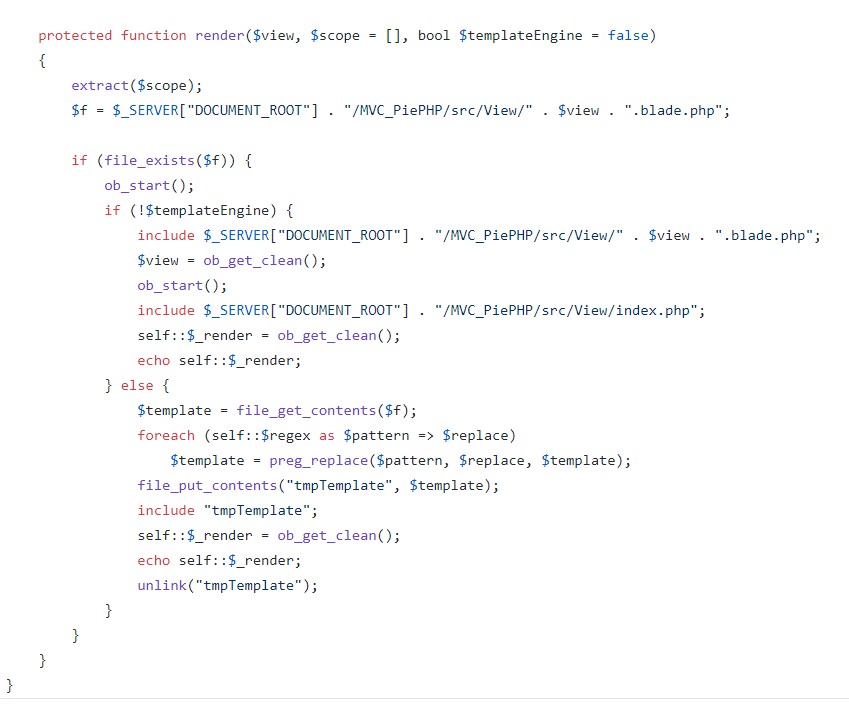 protected function render($view, $scope = [], bool $templateEngine = false)
{
extract($scope);
$f = $_SERVER["DOCUMENT_ROOT"] . "/MVC_PiePHP/src/View/" . $view . ".blade.php";
if (file_exists($f)) {
ob_start();
if (!$templateEngine) {
include $_SERVER["DOCUMENT_ROOT"] . "/MVC_PiePHP/src/View/" . $view . ".blade.php";
$view = ob_get_clean();
ob_start();
include $_SERVER["DOCUMENT_ROOT"] . "/MVC_PiePHP/src/View/index.php";
self::$_render = ob_get_clean();
echo self::$_render;
} else {
$template = file_get_contents($f);
foreach (self::$regex as $pattern => $replace)
$template = preg_replace($pattern, $replace, $template);
file_put_contents("tmpTemplate", $template);
include "tmpTemplate";
self::$_render = ob_get_clean();
echo self::$_render;
unlink("tmpTemplate");
}
}
}
}